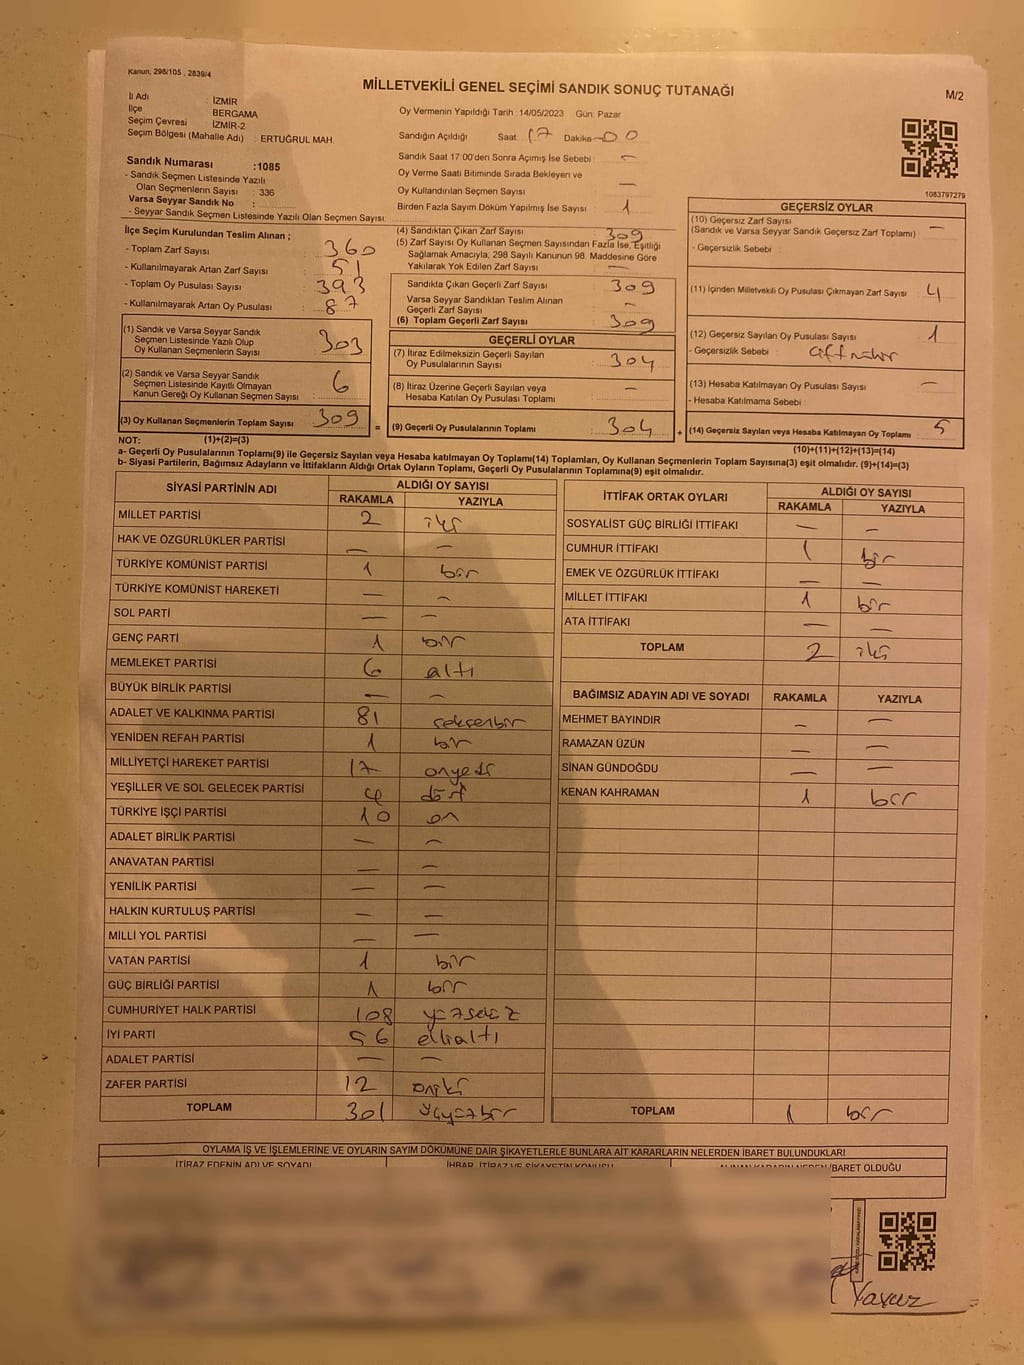 Kanun; 298/105 , 2839/4
MİLLETVEKİLİ GENEL SEÇİMİ SANDIK SONUÇ TUTANAĞI
M/2
İli Adı : İZMİR
İlçe BERGAMA
Seçim Çevresi İZMİR-2
Seçim Bölgesi (Mahalle Adı) : ERTUĞRUL MAH.
Oy Vermenin Yapıldığı Tarih :14/05/2023 Gün: Pazar
Sandığın Açıldığı Saat: 17 Dakika: 00
Sandık Saat 17:00'den Sonra Açımış İse Sebebi : –
Oy Verme Saati Bitiminde Sırada Bekleyen ve
Oy Kullandırılan Seçmen Sayısı : –
Birden Fazla Sayım Döküm Yapılmış İse Sayısı : 1
1083797279
Sandık Numarası :1085
- Sandık Seçmen Listesinde Yazılı
Olan Seçmenlerin Sayısı : 336
Varsa Seyyar Sandık No :
- Seyyar Sandık Seçmen Listesinde Yazılı Olan Seçmen Sayısı:
İlçe Seçim Kurulundan Teslim Alınan ;
- Toplam Zarf Sayısı : 360
- Kullanılmayarak Artan Zarf Sayısı : 51
- Toplam Oy Pusulası Sayısı : 393
- Kullanılmayarak Artan Oy Pusulası : 87
(1) Sandık ve Varsa Seyyar Sandık
Seçmen Listesinde Yazılı Olup
Oy Kullanan Seçmenlerin Sayısı : 303
(2) Sandık ve Varsa Seyyar Sandık
Seçmen Listesinde Kayıtlı Olmayan
Kanun Gereği Oy Kullanan Seçmen Sayısı : 6
(3) Oy Kullanan Seçmenlerin Toplam Sayısı : 309 =
(4) Sandıktan Çıkan Zarf Sayısı : 309
(5) Zarf Sayısı Oy Kullanan Seçmen Sayısından Fazla İse, Eşitliği
Sağlamak Amacıyla; 298 Sayılı Kanunun 98. Maddesine Göre
Yakılarak Yok Edilen Zarf Sayısı : –
Sandıkta Çıkan Geçerli Zarf Sayısı : 309
Varsa Seyyar Sandıktan Teslim Alınan
Geçerli Zarf Sayısı : –
(6) Toplam Geçerli Zarf Sayısı : 309
GEÇERLİ OYLAR
(7) İtiraz Edilmeksizin Geçerli Sayılan
Oy Pusulalarının Sayısı : 304
(8) İtiraz Üzerine Geçerli Sayılan veya
Hesaba Katılan Oy Pusulası Toplamı : –
(9) Geçerli Oy Pusulalarının Toplamı : 304 +
GEÇERSİZ OYLAR
(10) Geçersiz Zarf Sayısı
(Sandık ve Varsa Seyyar Sandık Geçersiz Zarf Toplamı) : –
- Geçersizlik Sebebi :
(11) İçinden Milletvekili Oy Pusulası Çıkmayan Zarf Sayısı : 4
(12) Geçersiz Sayılan Oy Pusulası Sayısı : 1
- Geçersizlik Sebebi : çift mühür
(13) Hesaba Katılmayan Oy Pusulası Sayısı : –
- Hesaba Katılmama Sebebi :
(14) Geçersiz Sayılan veya Hesaba Katılmayan Oy Toplamı : 5
NOT: (1)+(2)=(3) (10)+(11)+(12)+(13)=(14)
a- Geçerli Oy Pusulalarının Toplamı(9) ile Geçersiz Sayılan veya Hesaba Katılmayan Oy Toplamı(14) Toplamları, Oy Kullanan Seçmenlerin Toplam Sayısına(3) eşit olmalıdır. (9)+(14)=(3)
b- Siyasi Partilerin, Bağımsız Adayların ve İttifakların Aldığı Ortak Oyların Toplamı, Geçerli Oy Pusulalarının Toplamına(9) eşit olmalıdır.
SİYASİ PARTİNİN ADI ALDIĞI OY SAYISI
RAKAMLA YAZIYLA
MİLLET PARTİSİ 2 iki
HAK VE ÖZGÜRLÜKLER PARTİSİ – –
TÜRKİYE KOMÜNİST PARTİSİ 1 bir
TÜRKİYE KOMÜNİST HAREKETİ – –
SOL PARTİ – –
GENÇ PARTİ 1 bir
MEMLEKET PARTİSİ 6 altı
BÜYÜK BİRLİK PARTİSİ – –
ADALET VE KALKINMA PARTİSİ 81 seksenbir
YENİDEN REFAH PARTİSİ 1 bir
MİLLİYETÇİ HAREKET PARTİSİ 17 onyedi
YEŞİLLER VE SOL GELECEK PARTİSİ 4 dört
TÜRKİYE İŞÇİ PARTİSİ 10 on
ADALET BİRLİK PARTİSİ – –
ANAVATAN PARTİSİ – –
YENİLİK PARTİSİ – –
HALKIN KURTULUŞ PARTİSİ – –
MİLLİ YOL PARTİSİ – –
VATAN PARTİSİ 1 bir
GÜÇ BİRLİĞİ PARTİSİ 1 bir
CUMHURİYET HALK PARTİSİ 108 yüzsekiz
İYİ PARTİ 56 ellialtı
ADALET PARTİSİ – –
ZAFER PARTİSİ 12 oniki
TOPLAM 301 üçyüzbir
İTTİFAK ORTAK OYLARI ALDIĞI OY SAYISI
RAKAMLA YAZIYLA
SOSYALİST GÜÇ BİRLİĞİ İTTİFAKI – –
CUMHUR İTTİFAKI 1 bir
EMEK VE ÖZGÜRLÜK İTTİFAKI – –
MİLLET İTTİFAKI 1 bir
ATA İTTİFAKI – –
TOPLAM 2 iki
BAĞIMSIZ ADAYIN ADI VE SOYADI RAKAMLA YAZIYLA
MEHMET BAYINDIR – –
RAMAZAN ÜZÜN – –
SİNAN GÜNDOĞDU – –
KENAN KAHRAMAN 1 bir
TOPLAM 1 bir
OYLAMA İŞ VE İŞLEMLERİNE VE OYLARIN SAYIM DÖKÜMÜNE DAİR ŞİKAYETLERLE BUNLARA AİT KARARLARIN NELERDEN İBARET BULUNDUKLARI
İTİRAZ EDENİN ADI VE SOYADI İHBAR, İTİRAZ VE ŞİKAYETİN KONUSU ALINAN KARARIN NEDEN İBARET OLDUĞU
Yavuz